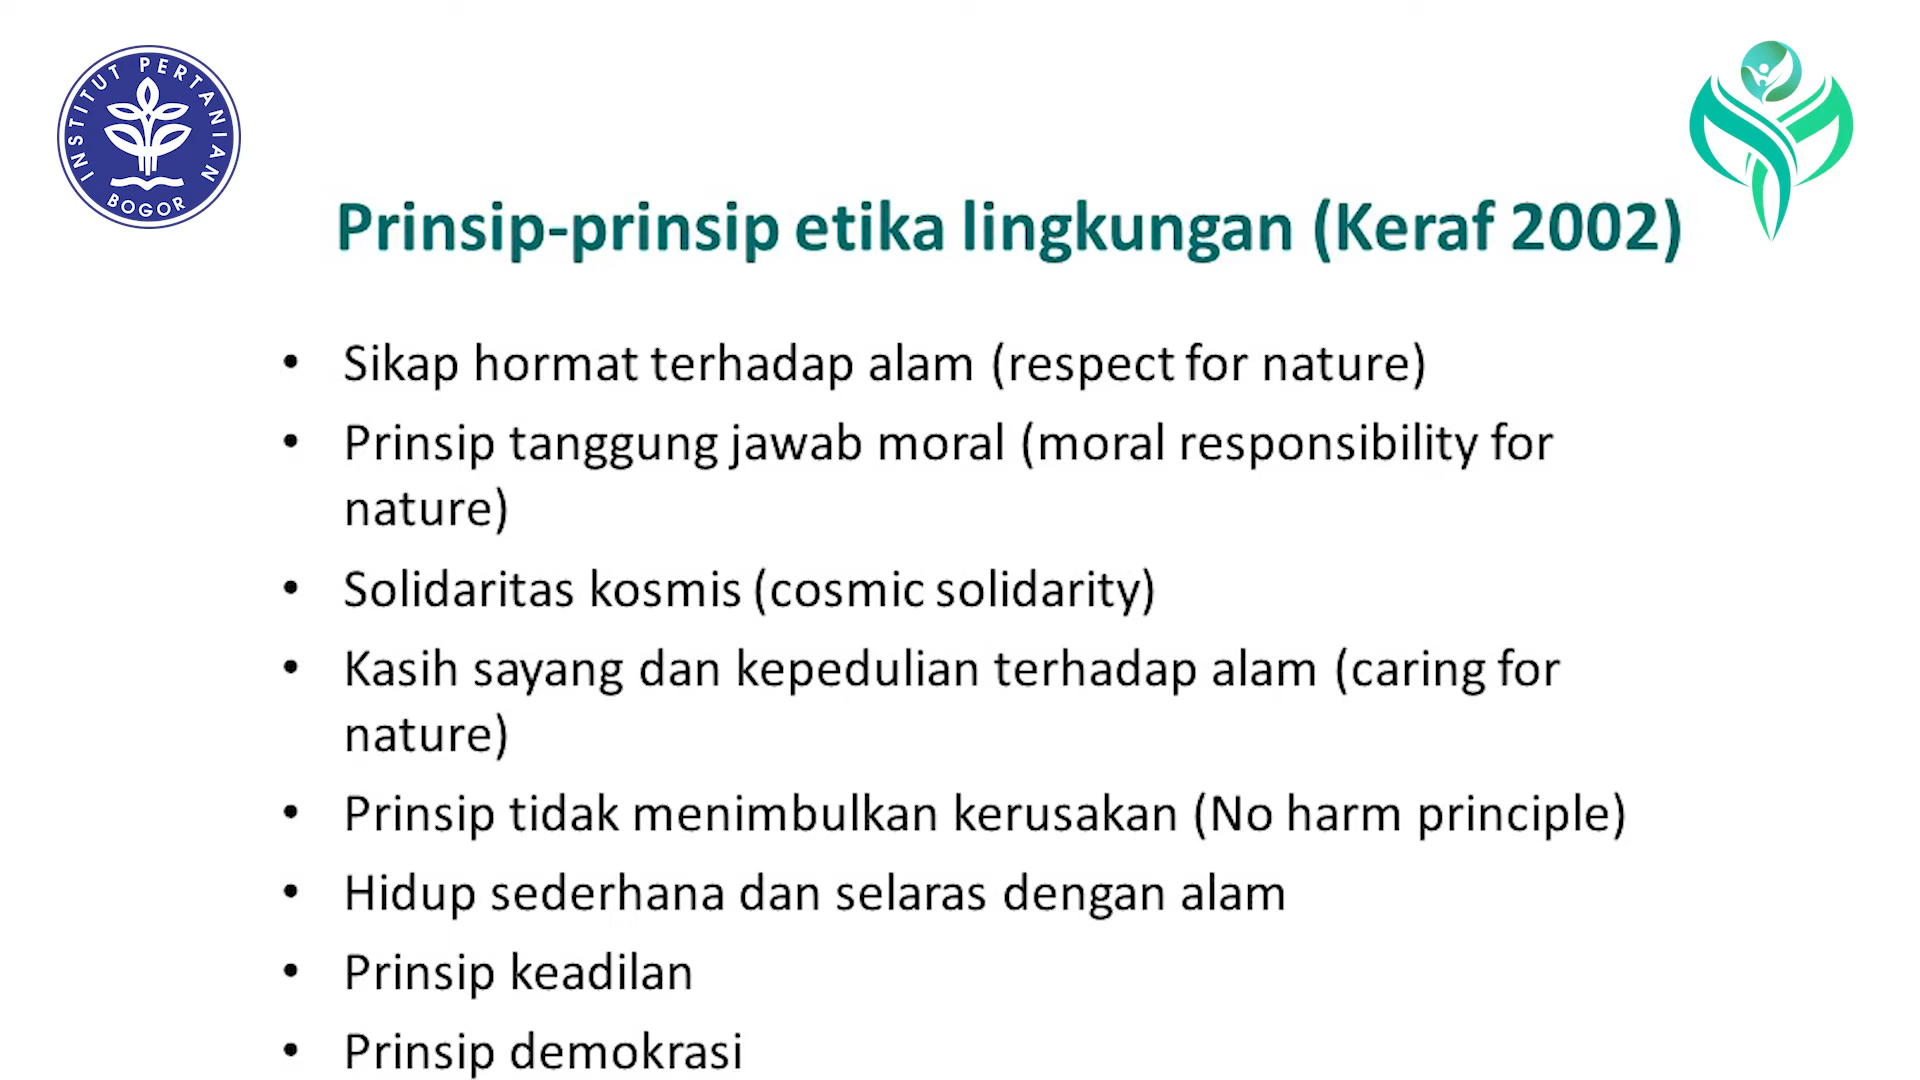 INSTITUT PERTANIAN
BOGOR
Prinsip-prinsip etika lingkungan (Keraf 2002)
• Sikap hormat terhadap alam (respect for nature)
• Prinsip tanggung jawab moral (moral responsibility for
nature)
• Solidaritas kosmis (cosmic solidarity)
• Kasih sayang dan kepedulian terhadap alam (caring for
nature)
• Prinsip tidak menimbulkan kerusakan (No harm principle)
• Hidup sederhana dan selaras dengan alam
• Prinsip keadilan
• Prinsip demokrasi